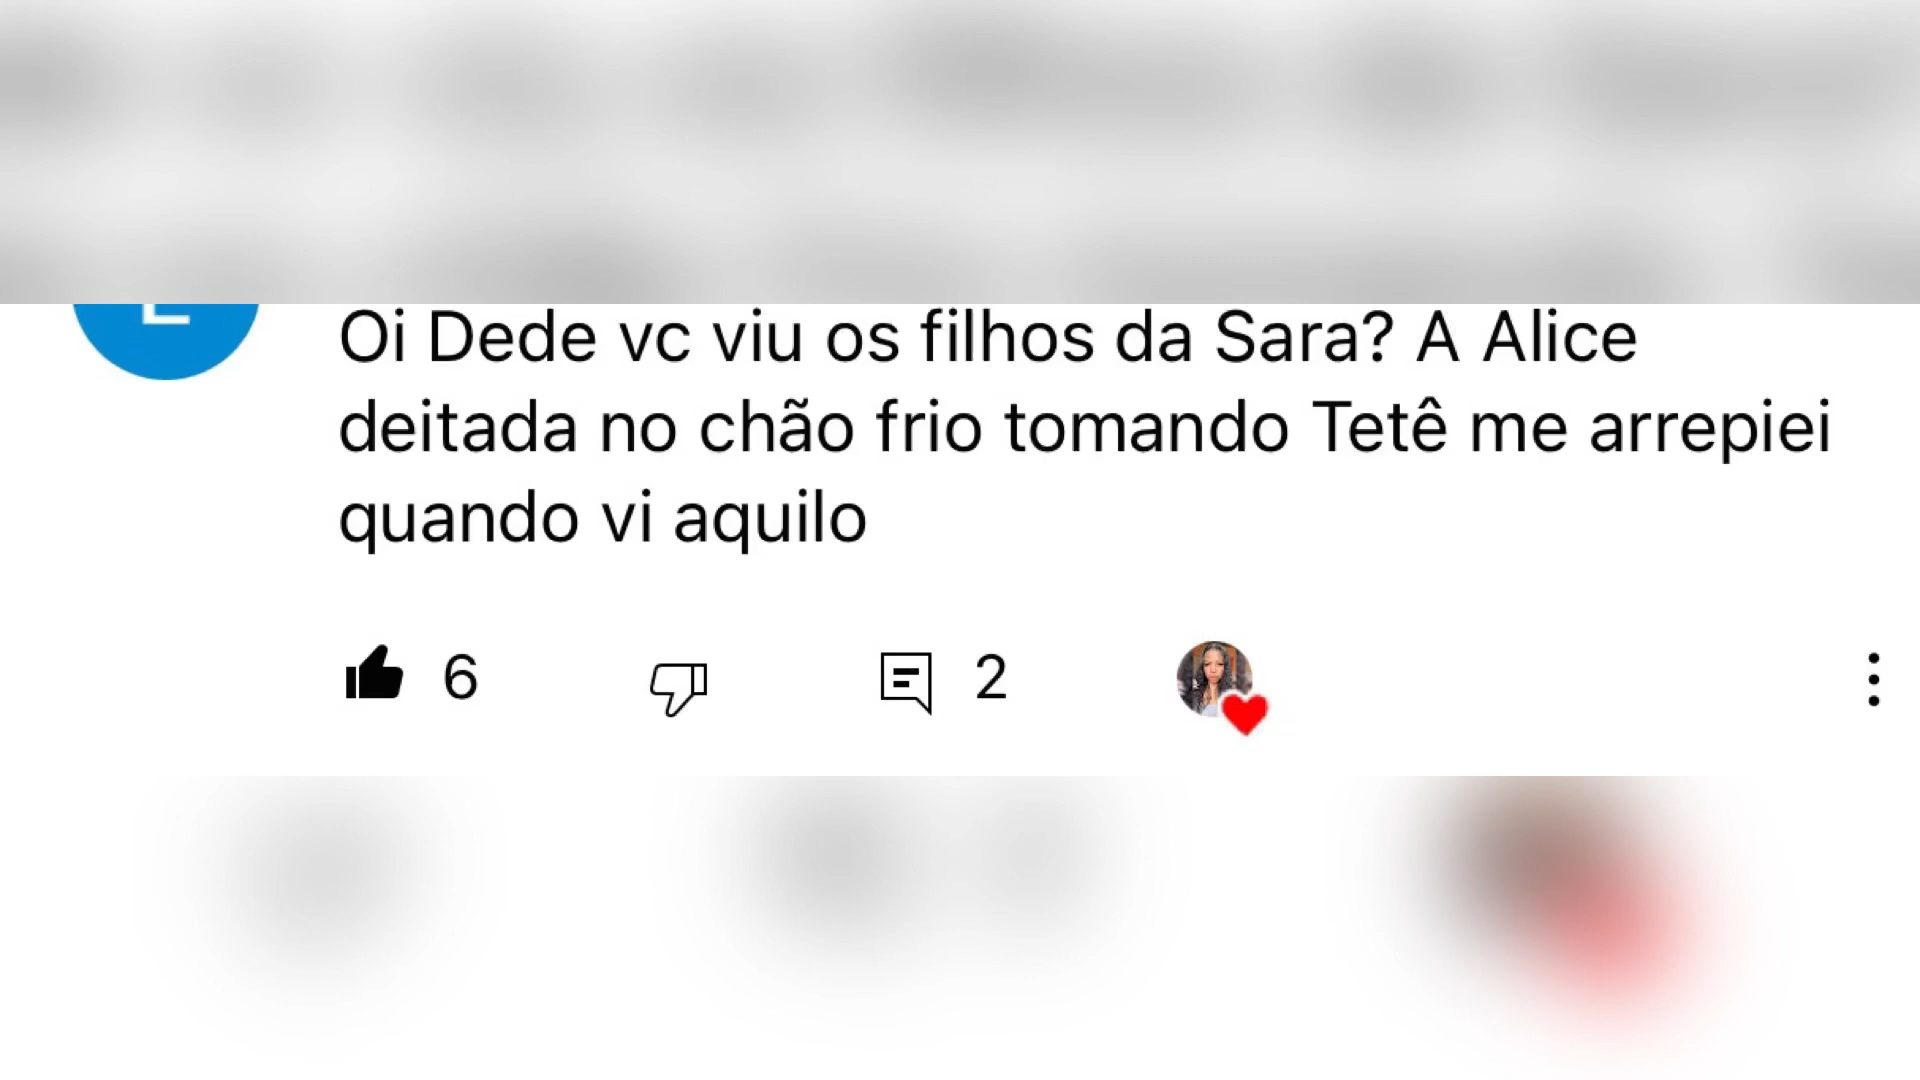 Oi Dede vc viu os filhos da Sara? A Alice
deitada no chão frio tomando Tetê me arrepiei
quando vi aquilo
6
2